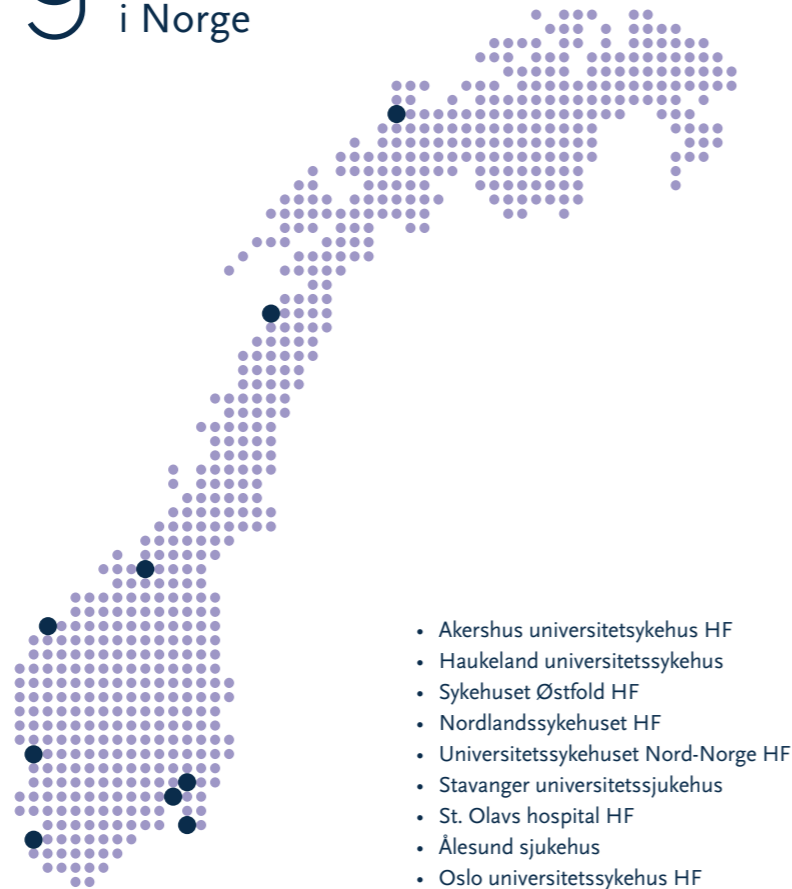 9
i Norge
• Akershus universitetsykehus HF
• Haukeland universitetssykehus
• Sykehuset Østfold HF
• Nordlandssykehuset HF
• Universitetssykehuset Nord-Norge HF
• Stavanger universitetssjukehus
• St. Olavs hospital HF
• Ålesund sjukehus
• Oslo universitetssykehus HF